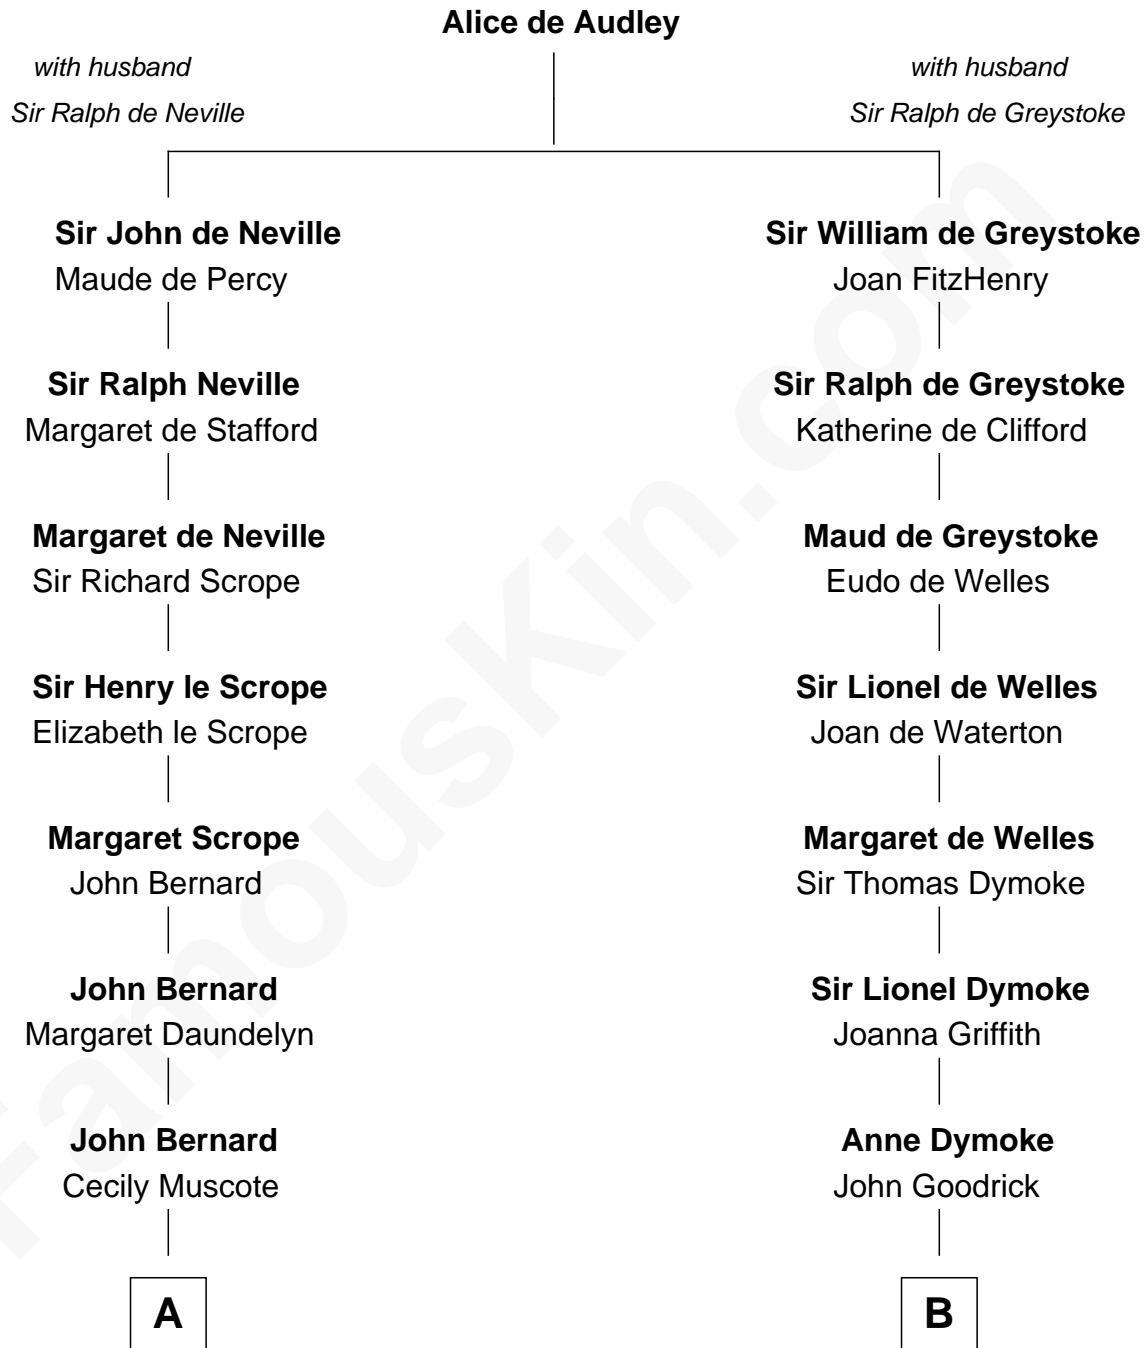 Alice de Audley
with husband
Sir Ralph de Neville
with husband
Sir Ralph de Greystoke
Sir John de Neville
Maude de Percy
Sir William de Greystoke
Joan FitzHenry
Sir Ralph Neville
Margaret de Stafford
Sir Ralph de Greystoke
Katherine de Clifford
Margaret de Neville
Sir Richard Scrope
Maud de Greystoke
Eudo de Welles
Sir Henry le Scrope
Elizabeth le Scrope
Sir Lionel de Welles
Joan de Waterton
Margaret Scrope
John Bernard
Margaret de Welles
Sir Thomas Dymoke
John Bernard
Margaret Daundelyn
Sir Lionel Dymoke
Joanna Griffith
John Bernard
Cecily Muscote
Anne Dymoke
John Goodrick
A
B
FamousKin.com